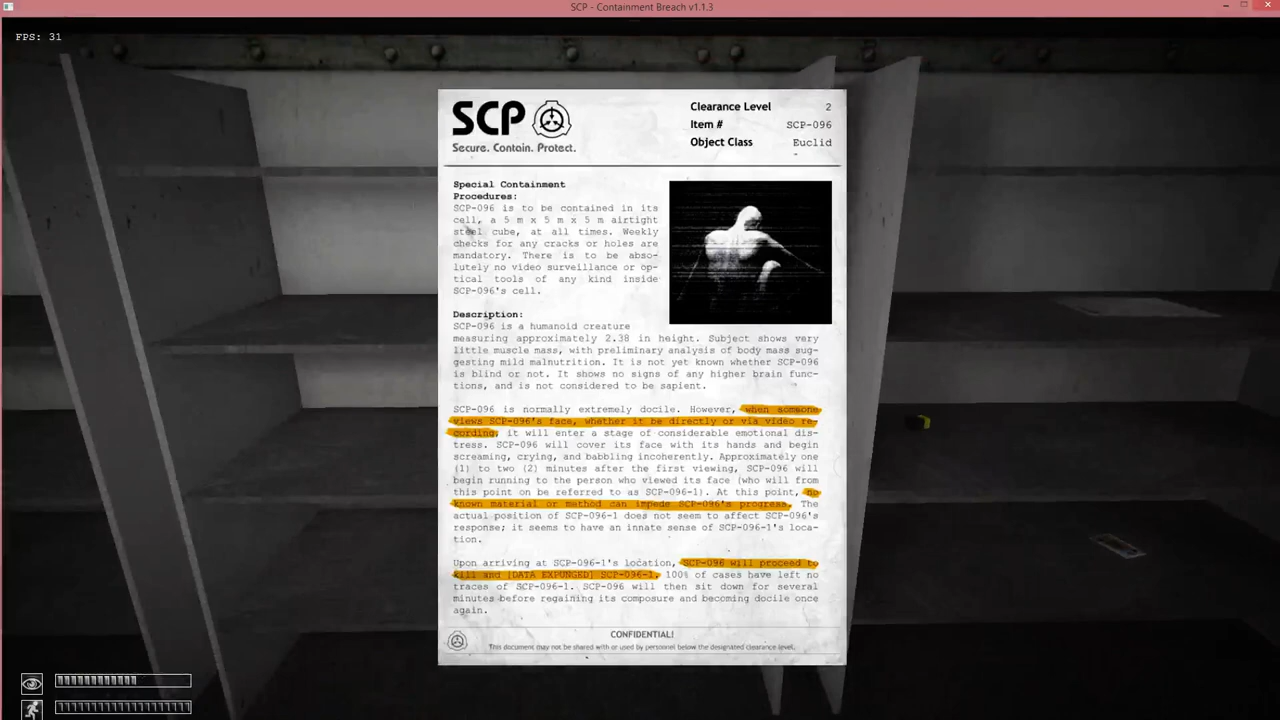 SCP - Containment Breach v1.1.3
FPS: 31
SCP
Secure. Contain. Protect.
Clearance Level 2
Item # SCP-096
Object Class Euclid
Special Containment
Procedures:
SCP-096 is to be contained in its
cell, a 5 m x 5 m x 5 m airtight
steel cube, at all times. Weekly
checks for any cracks or holes are
mandatory. There is to be abso-
lutely no video surveillance or op-
tical tools of any kind inside
SCP-096's cell.
Description:
SCP-096 is a humanoid creature
measuring approximately 2.38 in height. Subject shows very
little muscle mass, with preliminary analysis of body mass sug-
gesting mild malnutrition. It is not yet known whether SCP-096
is blind or not. It shows no signs of any higher brain func-
tions, and is not considered to be sapient.
SCP-096 is normally extremely docile. However, when someone
views SCP-096's face, whether it be directly or via video re-
cording, it will enter a stage of considerable emotional dis-
tress. SCP-096 will cover its face with its hands and begin
screaming, crying, and babbling incoherently. Approximately one
(1) to two (2) minutes after the first viewing, SCP-096 will
begin running to the person who viewed its face (who will from
this point on be referred to as SCP-096-1). At this point, no
known material or method can impede SCP-096's progress. The
actual position of SCP-096-1 does not seem to affect SCP-096's
response; it seems to have an innate sense of SCP-096-1's loca-
tion.
Upon arriving at SCP-096-1's location, SCP-096 will proceed to
kill and [DATA EXPUNGED] SCP-096-1. 100% of cases have left no
traces of SCP-096-1. SCP-096 will then sit down for several
minutes before regaining its composure and becoming docile once
again.
CONFIDENTIAL!
This document may not be shared with or used by personnel below the designated clearance level.